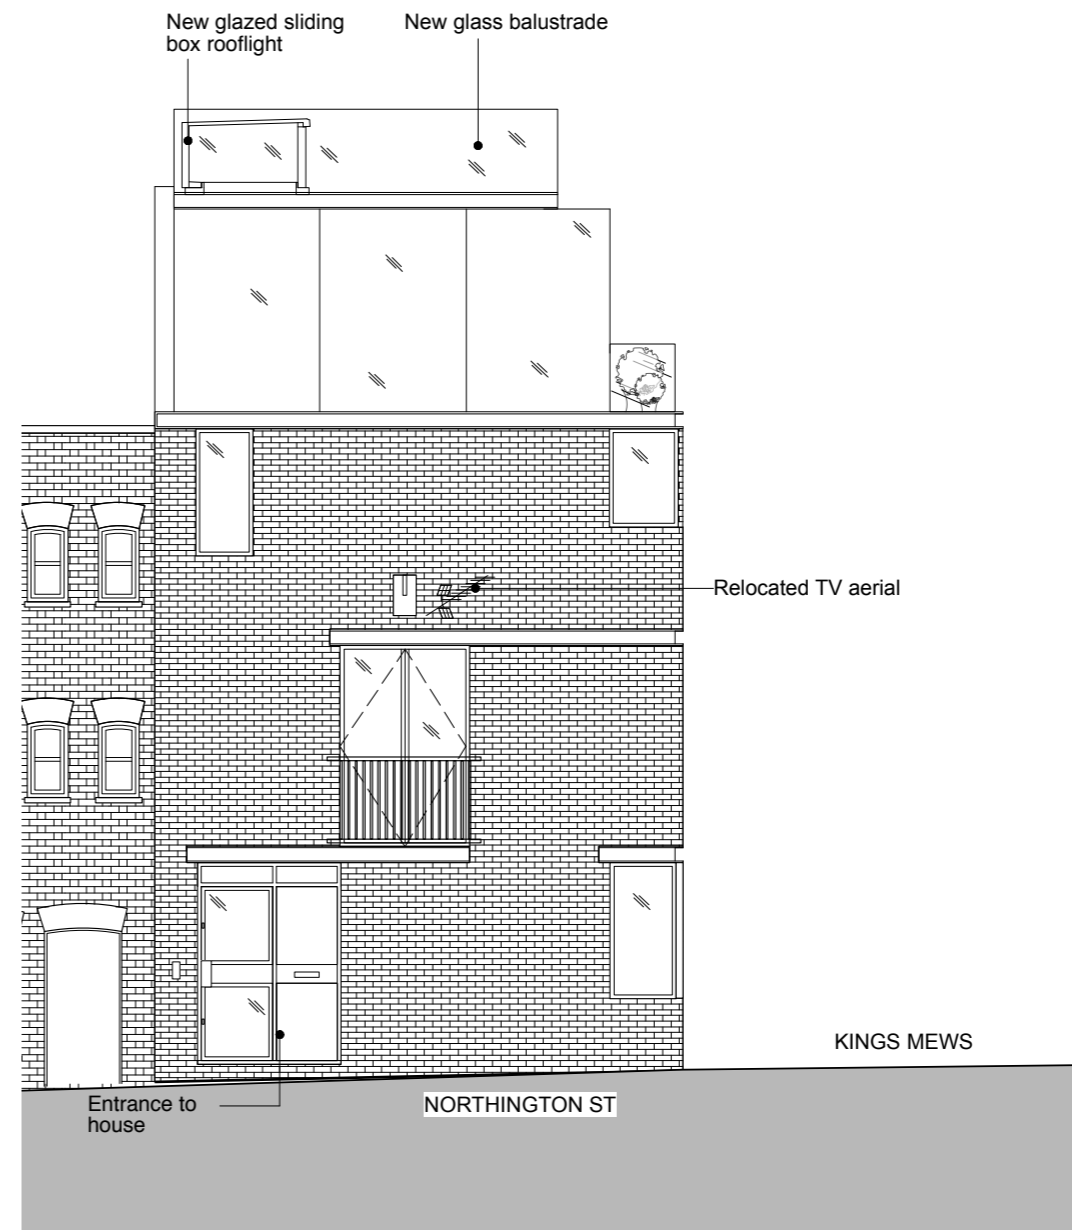 New glazed sliding
box rooflight
New glass balustrade
Relocated TV aerial
KINGS MEWS
Entrance to
house
NORTHINGTON ST